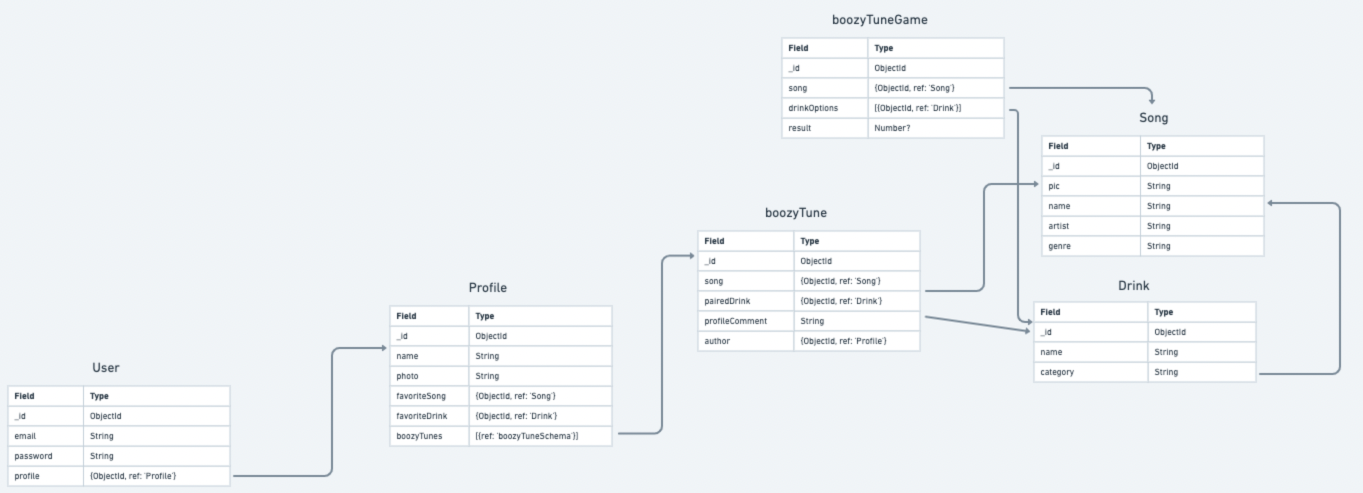 boozyTuneGame
Field Type
_id ObjectId
song {ObjectId, ref: 'Song'}
drinkOptions [{ObjectId, ref: 'Drink'}]
result Number?
Song
Field Type
_id ObjectId
pic String
name String
artist String
genre String
boozyTune
Field Type
_id ObjectId
song {ObjectId, ref: 'Song'}
pairedDrink {ObjectId, ref: 'Drink'}
profileComment String
author {ObjectId, ref: 'Profile'}
Drink
Field Type
_id ObjectId
name String
category String
Profile
Field Type
_id ObjectId
name String
photo String
favoriteSong {ObjectId, ref: 'Song'}
favoriteDrink {ObjectId, ref: 'Drink'}
boozyTunes [{ref: 'boozyTuneSchema'}]
User
Field Type
_id ObjectId
email String
password String
profile {ObjectId, ref: 'Profile'}